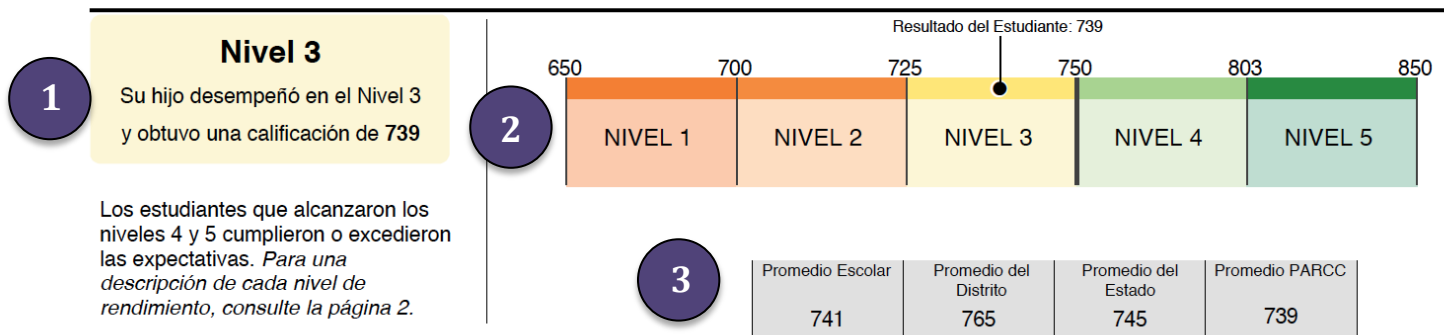 1
Nivel 3
Su hijo desempeñó en el Nivel 3
y obtuvo una calificación de 739
Los estudiantes que alcanzaron los
niveles 4 y 5 cumplieron o excedieron
las expectativas. Para una
descripción de cada nivel de
rendimiento, consulte la página 2.
2
Resultado del Estudiante: 739
650 700 725 750 803 850
NIVEL 1 NIVEL 2 NIVEL 3 NIVEL 4 NIVEL 5
3
Promedio Escolar
741
Promedio del
Distrito
765
Promedio del
Estado
745
Promedio PARCC
739